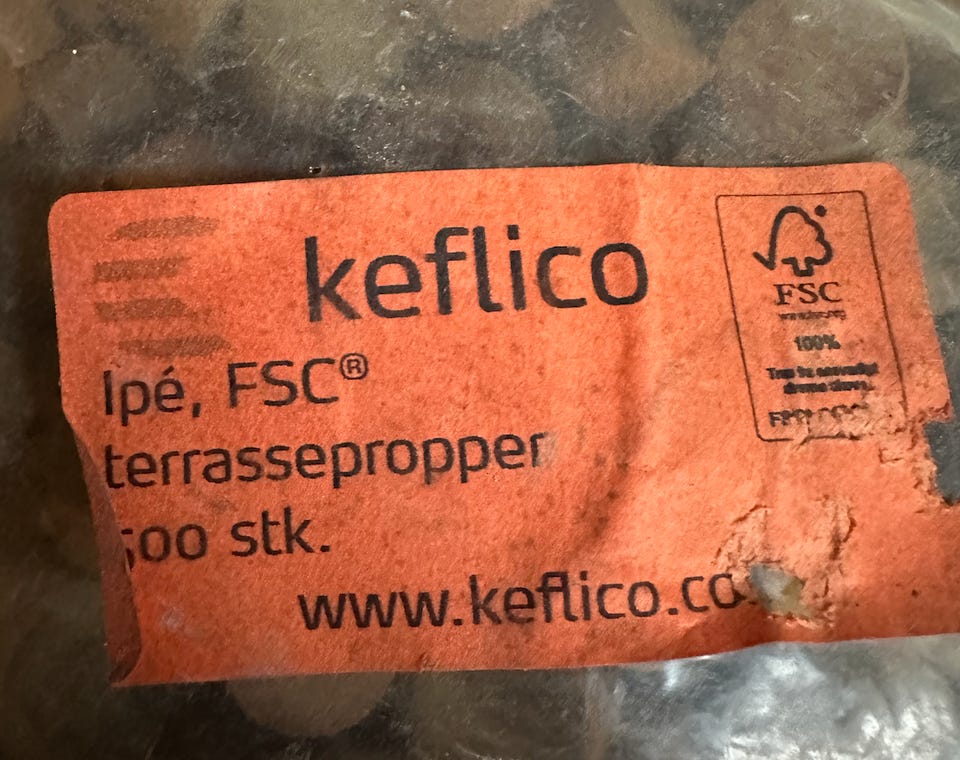 keflico
Ipé, FSC®
terrassepropper
500 stk.
www.keflico.co
FSC
100%